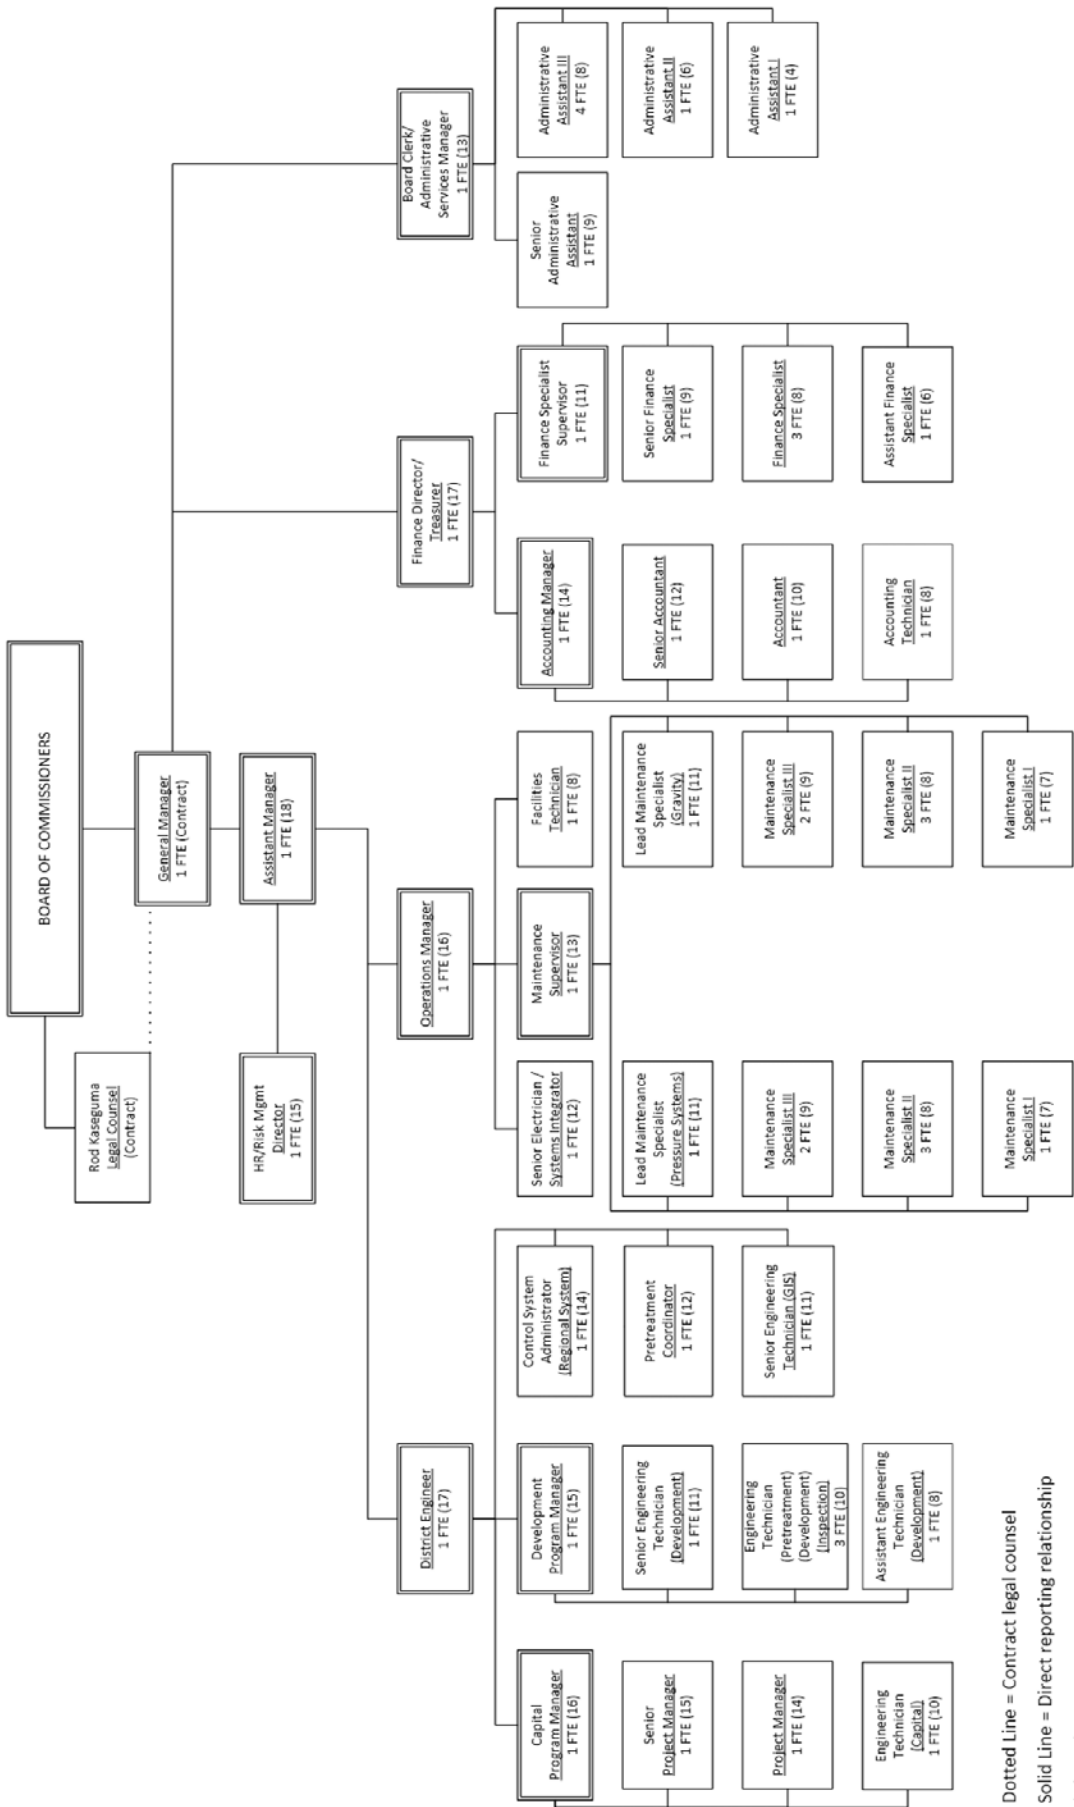 BOARD OF COMMISSIONERS
Rod Kaseguma
Legal Counsel
(Contract)
General Manager
1 FTE (Contract)
HR/Risk Mgmt
Director
1 FTE (15)
Assistant Manager
1 FTE (18)
District Engineer
1 FTE (17)
Operations Manager
1 FTE (16)
Finance Director/
Treasurer
1 FTE (17)
Board Clerk/
Administrative
Services Manager
1 FTE (13)
Capital
Program Manager
1 FTE (16)
Development
Program Manager
1 FTE (15)
Control System
Administrator
(Regional System)
1 FTE (14)
Senior Electrician /
Systems Integrator
1 FTE (12)
Maintenance
Supervisor
1 FTE (13)
Facilities
Technician
1 FTE (8)
Accounting Manager
1 FTE (14)
Finance Specialist
Supervisor
1 FTE (11)
Senior
Administrative
Assistant
1 FTE (9)
Administrative
Assistant III
4 FTE (8)
Senior
Project Manager
1 FTE (15)
Senior Engineering
Technician
(Development)
1 FTE (11)
Pretreatment
Coordinator
1 FTE (12)
Lead Maintenance
Specialist
(Pressure Systems)
1 FTE (11)
Lead Maintenance
Specialist
(Gravity)
1 FTE (11)
Senior Accountant
1 FTE (12)
Senior Finance
Specialist
1 FTE (9)
Administrative
Assistant II
1 FTE (6)
Project Manager
1 FTE (14)
Engineering
Technician
(Pretreatment)
(Development)
(Inspection)
3 FTE (10)
Senior Engineering
Technician (GIS)
1 FTE (11)
Maintenance
Specialist III
2 FTE (9)
Maintenance
Specialist III
2 FTE (9)
Accountant
1 FTE (10)
Finance Specialist
3 FTE (8)
Administrative
Assistant I
1 FTE (4)
Engineering
Technician
(Capital)
1 FTE (10)
Assistant Engineering
Technician
(Development)
1 FTE (8)
Maintenance
Specialist II
3 FTE (8)
Maintenance
Specialist II
3 FTE (8)
Accounting
Technician
1 FTE (8)
Assistant Finance
Specialist
1 FTE (6)
Maintenance
Specialist I
1 FTE (7)
Maintenance
Specialist I
1 FTE (7)
Dotted Line = Contract legal counsel
Solid Line = Direct reporting relationship